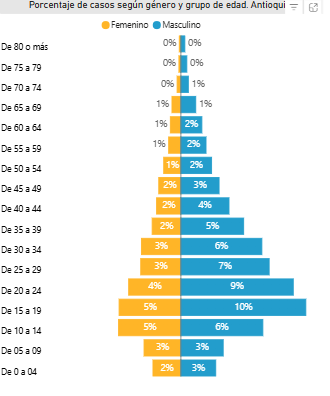 Porcentaje de casos según género y grupo de edad. Antioqui
Femenino Masculino
De 80 o más 0% 0%
De 75 a 79 0% 0%
De 70 a 74 0% 1%
De 65 a 69 1% 1%
De 60 a 64 1% 2%
De 55 a 59 1% 2%
De 50 a 54 1% 2%
De 45 a 49 2% 3%
De 40 a 44 2% 4%
De 35 a 39 2% 5%
De 30 a 34 3% 6%
De 25 a 29 3% 7%
De 20 a 24 4% 9%
De 15 a 19 5% 10%
De 10 a 14 5% 6%
De 05 a 09 3% 3%
De 0 a 04 2% 3%